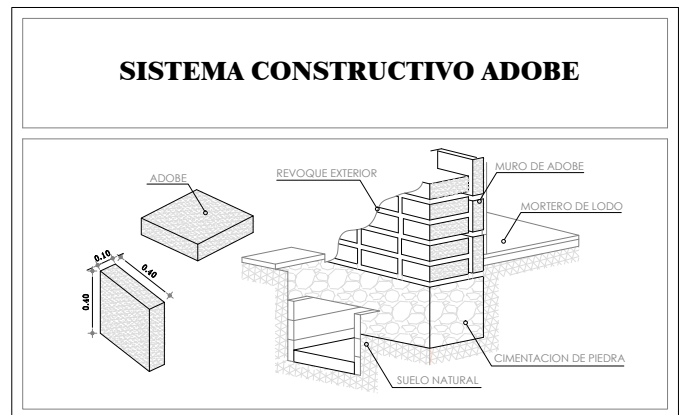 SISTEMA CONSTRUCTIVO ADOBE
ADOBE
REVOQUE EXTERIOR
MURO DE ADOBE
MORTERO DE LODO
0.10
0.40
0.40
CIMENTACION DE PIEDRA
SUELO NATURAL